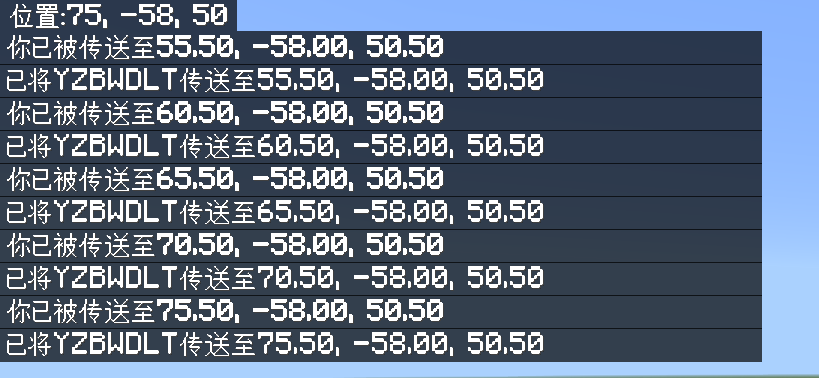 位置:75, -58, 50
你已被传送至55.50, -58.00, 50.50
已将YZBWDLT传送至55.50, -58.00, 50.50
你已被传送至60.50, -58.00, 50.50
已将YZBWDLT传送至60.50, -58.00, 50.50
你已被传送至65.50, -58.00, 50.50
已将YZBWDLT传送至65.50, -58.00, 50.50
你已被传送至70.50, -58.00, 50.50
已将YZBWDLT传送至70.50, -58.00, 50.50
你已被传送至75.50, -58.00, 50.50
已将YZBWDLT传送至75.50, -58.00, 50.50